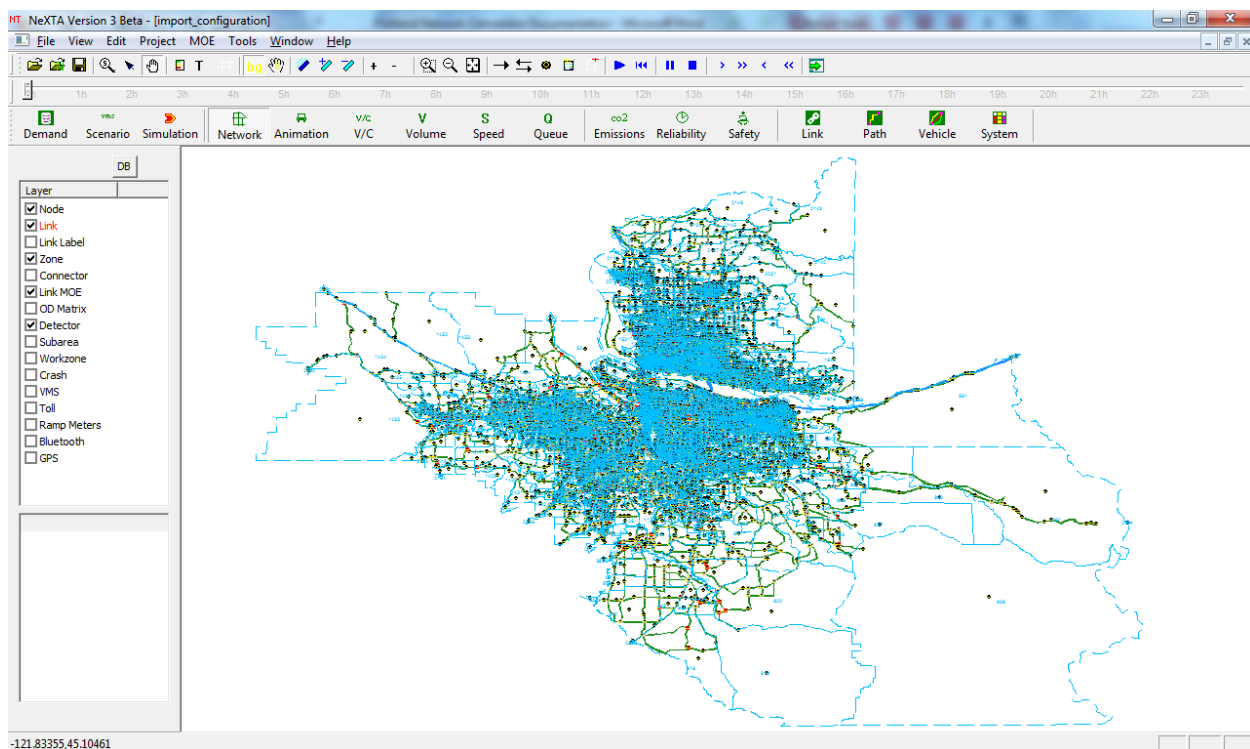 NT NeXTA Version 3 Beta - [import_configuration]
File View Edit Project MOE Tools Window Help
T bg + -
1h 2h 3h 4h 5h 6h 7h 8h 9h 10h 11h 12h 13h 14h 15h 16h 17h 18h 19h 20h 21h 22h 23h
vms V/C V S Q co2
Demand Scenario Simulation Network Animation V/C Volume Speed Queue Emissions Reliability Safety Link Path Vehicle System
DB
Layer
Node
Link
Link Label
Zone
Connector
Link MOE
OD Matrix
Detector
Subarea
Workzone
Crash
VMS
Toll
Ramp Meters
Bluetooth
GPS
-121.83355,45.10461